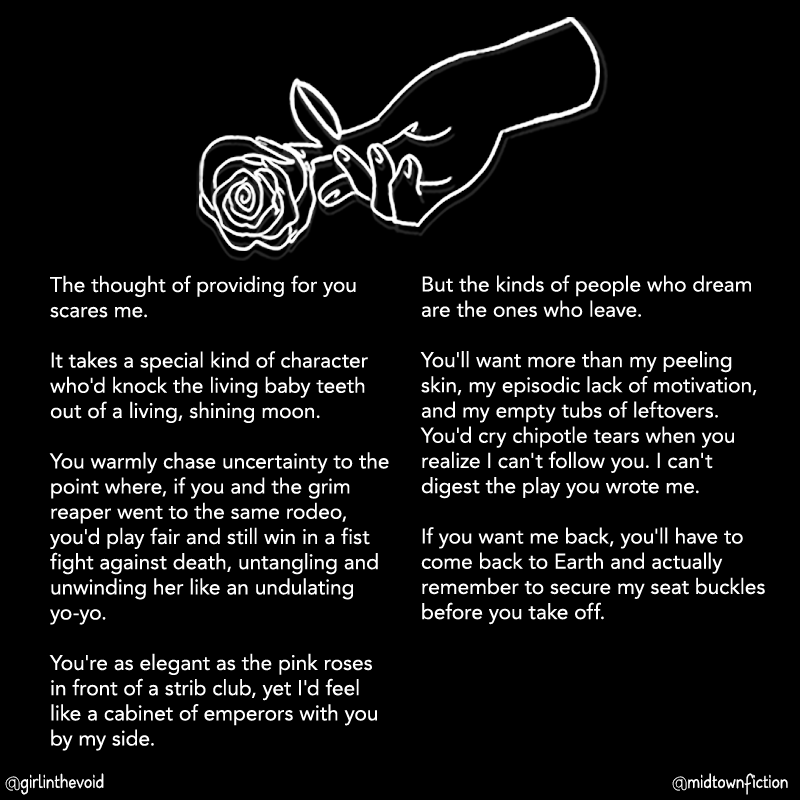 The thought of providing for you
scares me.
It takes a special kind of character
who'd knock the living baby teeth
out of a living, shining moon.
You warmly chase uncertainty to the
point where, if you and the grim
reaper went to the same rodeo,
you'd play fair and still win in a fist
fight against death, untangling and
unwinding her like an undulating
yo-yo.
You're as elegant as the pink roses
in front of a strib club, yet I'd feel
like a cabinet of emperors with you
by my side.
But the kinds of people who dream
are the ones who leave.
You'll want more than my peeling
skin, my episodic lack of motivation,
and my empty tubs of leftovers.
You'd cry chipotle tears when you
realize I can't follow you. I can't
digest the play you wrote me.
If you want me back, you'll have to
come back to Earth and actually
remember to secure my seat buckles
before you take off.
@girlinthevoid
@midtownfiction